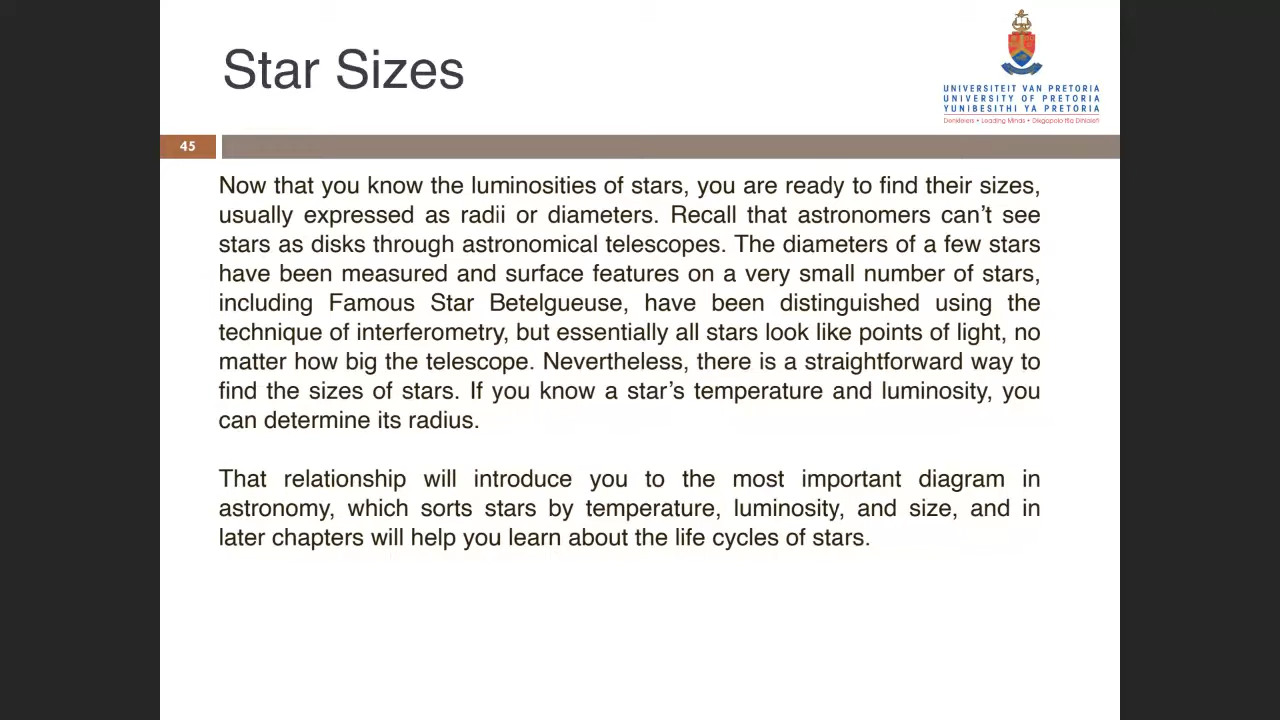 Star Sizes
UNIVERSITEIT VAN PRETORIA
UNIVERSITY OF PRETORIA
YUNIBESITHI YA PRETORIA
Denkleiers • Leading Minds • Dikgopolo tša Dihlalefi
45
Now that you know the luminosities of stars, you are ready to find their sizes,
usually expressed as radii or diameters. Recall that astronomers can’t see
stars as disks through astronomical telescopes. The diameters of a few stars
have been measured and surface features on a very small number of stars,
including Famous Star Betelgueuse, have been distinguished using the
technique of interferometry, but essentially all stars look like points of light, no
matter how big the telescope. Nevertheless, there is a straightforward way to
find the sizes of stars. If you know a star’s temperature and luminosity, you
can determine its radius.
That relationship will introduce you to the most important diagram in
astronomy, which sorts stars by temperature, luminosity, and size, and in
later chapters will help you learn about the life cycles of stars.